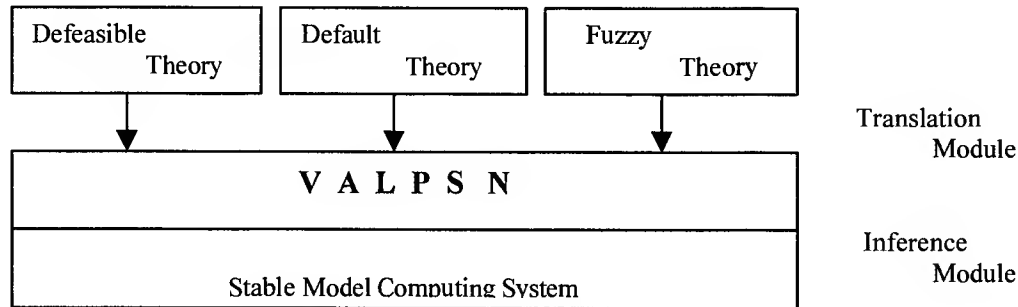 Defeasible
Theory
Default
Theory
Fuzzy
Theory
Translation
Module
V A L P S N
Inference
Module
Stable Model Computing System